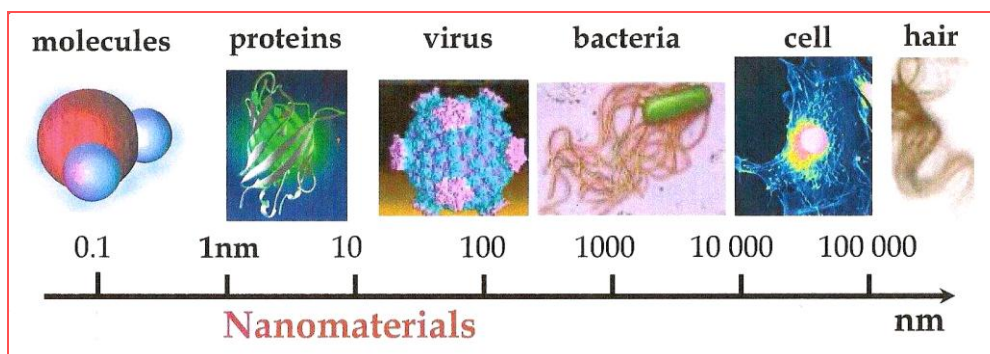 molecules proteins virus bacteria cell hair
0.1 1nm 10 100 1000 10 000 100 000
Nanomaterials nm